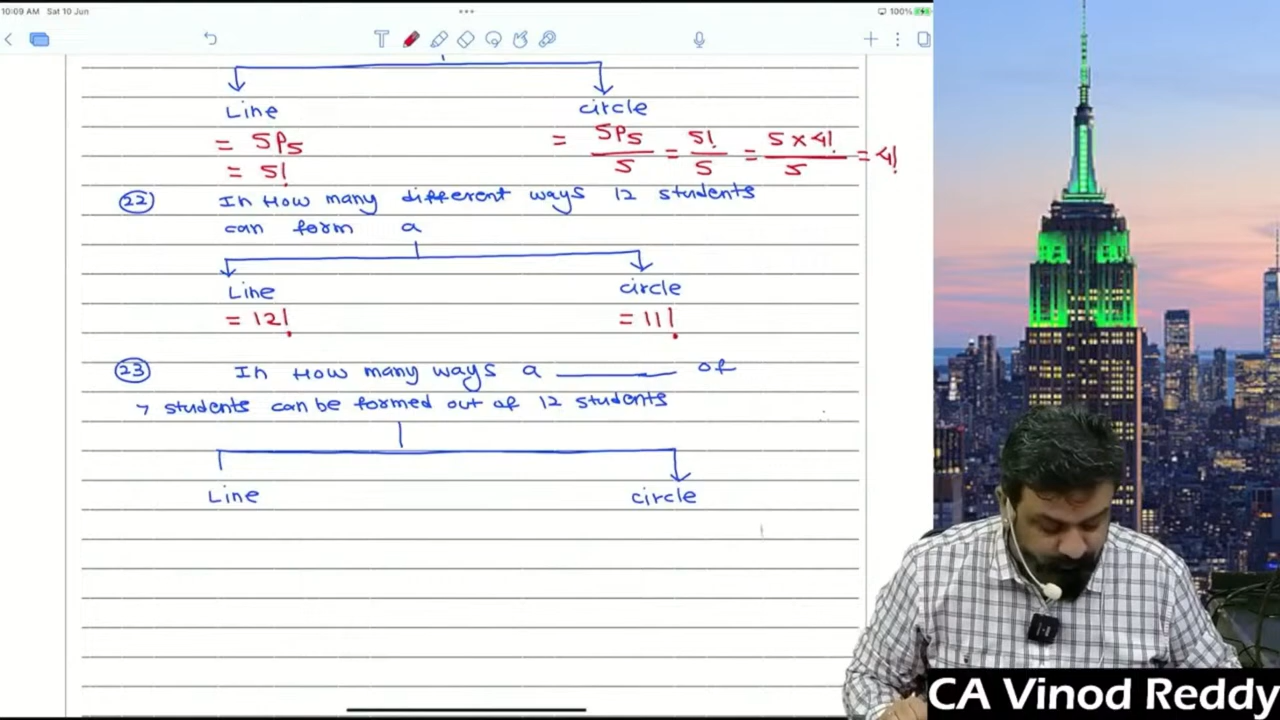 10:09 AM Sat 10 Jun
100%
T
Line
circle
= 5P5
= 5P5/5 = 5!/5 = 5 x 4!/5 = 4!
= 5!
22 In How many different ways 12 students
can form a
Line
circle
= 12!
= 11!
23 In How many ways a ______ of
7 students can be formed out of 12 students
Line
circle
CA Vinod Reddy